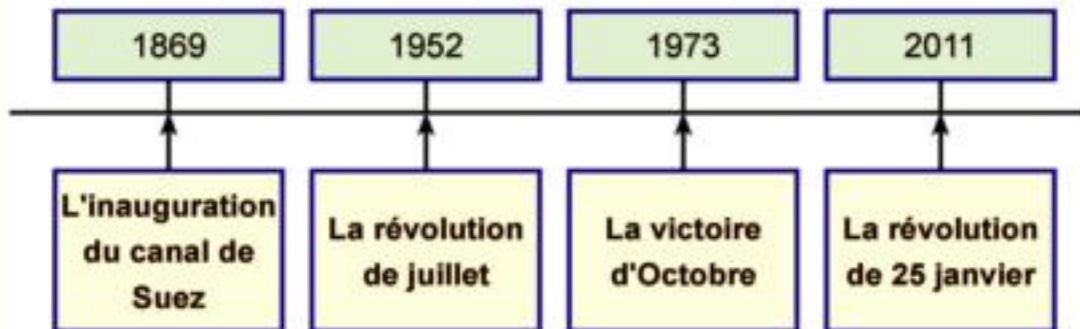 1869
1952
1973
2011
L'inauguration
du canal de
Suez
La révolution
de juillet
La victoire
d'Octobre
La révolution
de 25 janvier